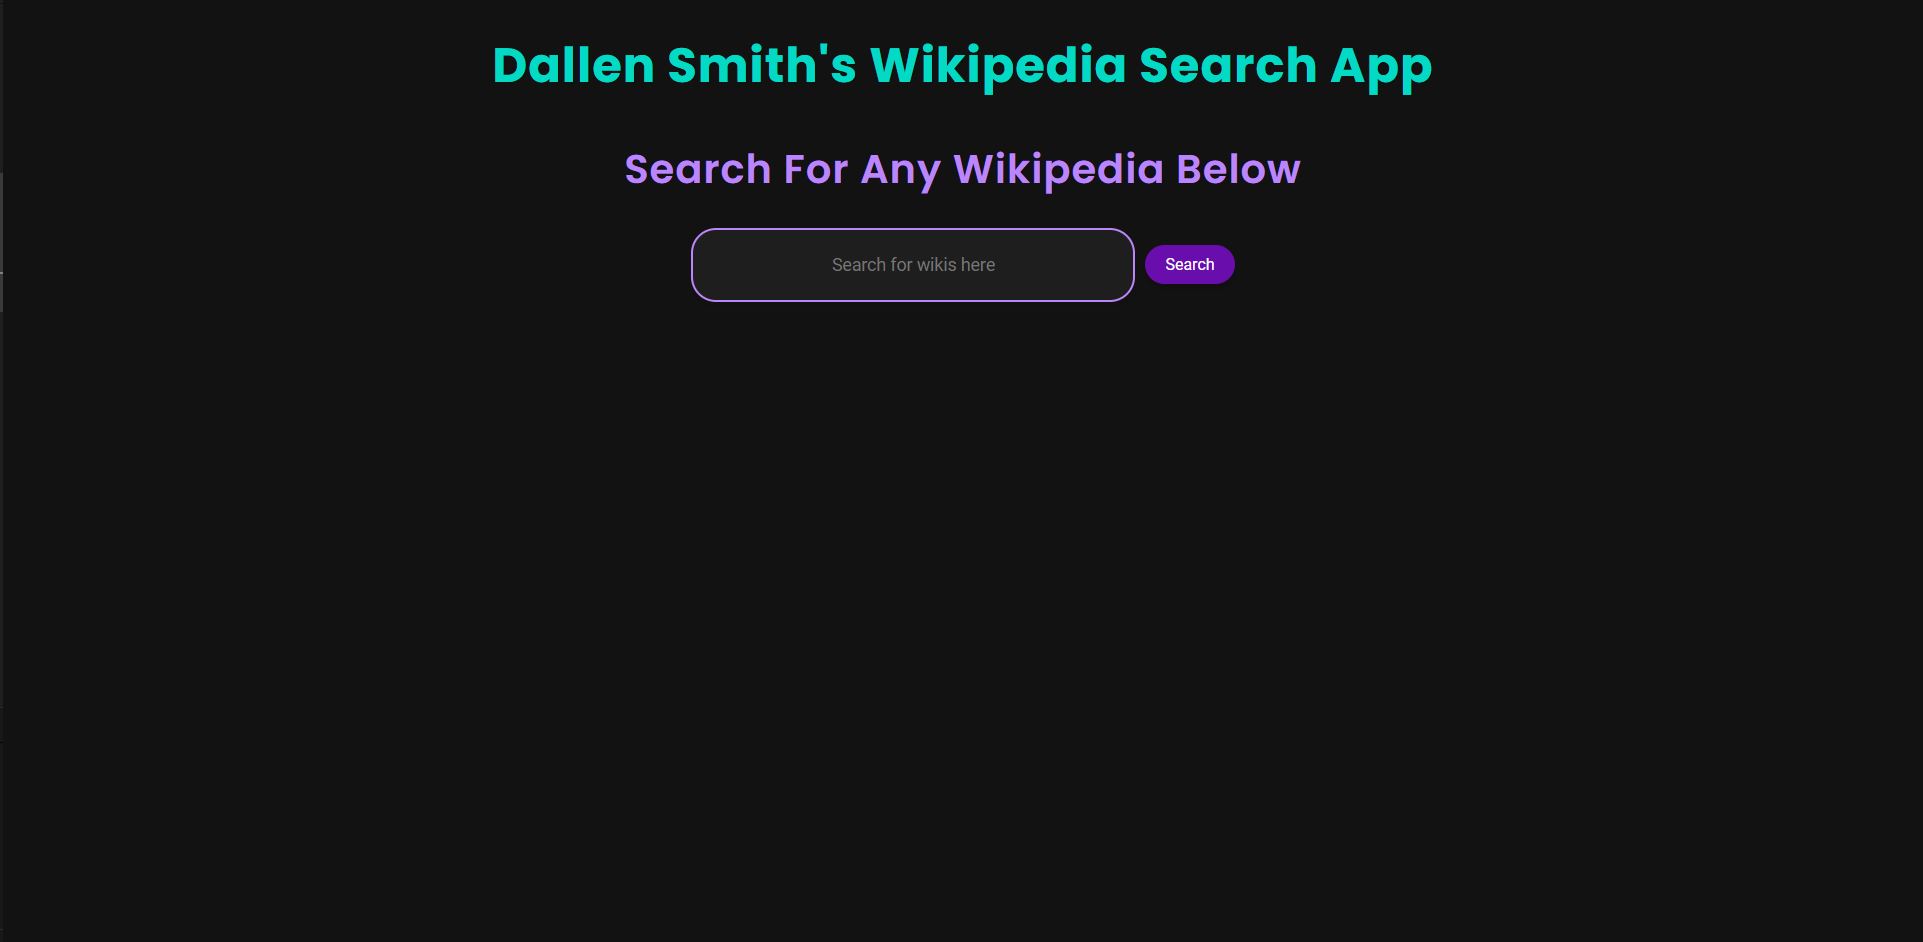 Dallen Smith's Wikipedia Search App
Search For Any Wikipedia Below
Search for wikis here
Search